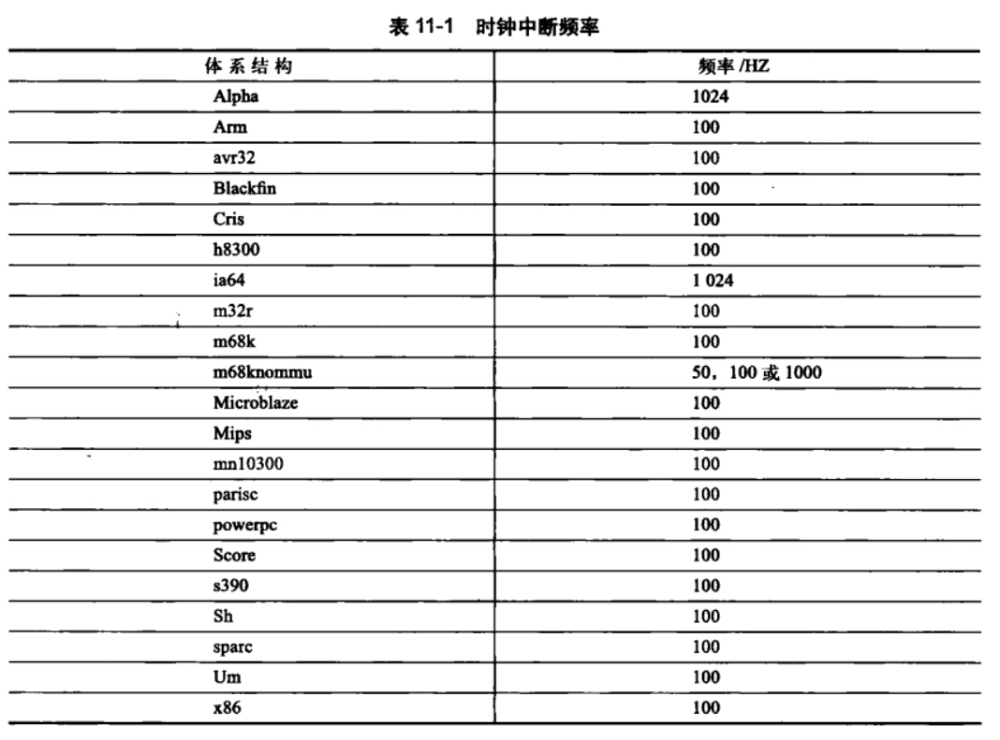 表 11-1 时钟中断频率
体系结构 频率/HZ
Alpha 1024
Arm 100
avr32 100
Blackfin 100
Cris 100
h8300 100
ia64 1 024
m32r 100
m68k 100
m68knommu 50，100 或 1000
Microblaze 100
Mips 100
mn10300 100
parisc 100
powerpc 100
Score 100
s390 100
Sh 100
sparc 100
Um 100
x86 100